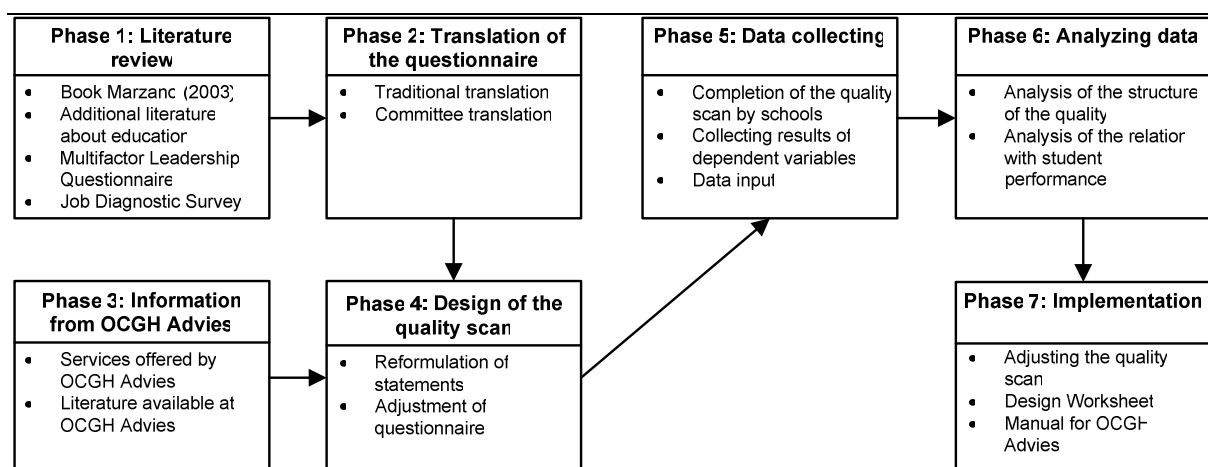 Phase 1: Literature
review
• Book Marzano (2003)
• Additional literature
about education
• Multifactor Leadership
Questionnaire
• Job Diagnostic Survey
Phase 2: Translation of
the questionnaire
• Traditional translation
• Committee translation
Phase 3: Information
from OCGH Advies
• Services offered by
OCGH Advies
• Literature available at
OCGH Advies
Phase 4: Design of the
quality scan
• Reformulation of
statements
• Adjustment of
questionnaire
Phase 5: Data collecting
• Completion of the quality
scan by schools
• Collecting results of
dependent variables
• Data input
Phase 6: Analyzing data
• Analysis of the structure
of the quality
• Analysis of the relation
with student
performance
Phase 7: Implementation
• Adjusting the quality
scan
• Design Worksheet
• Manual for OCGH
Advies